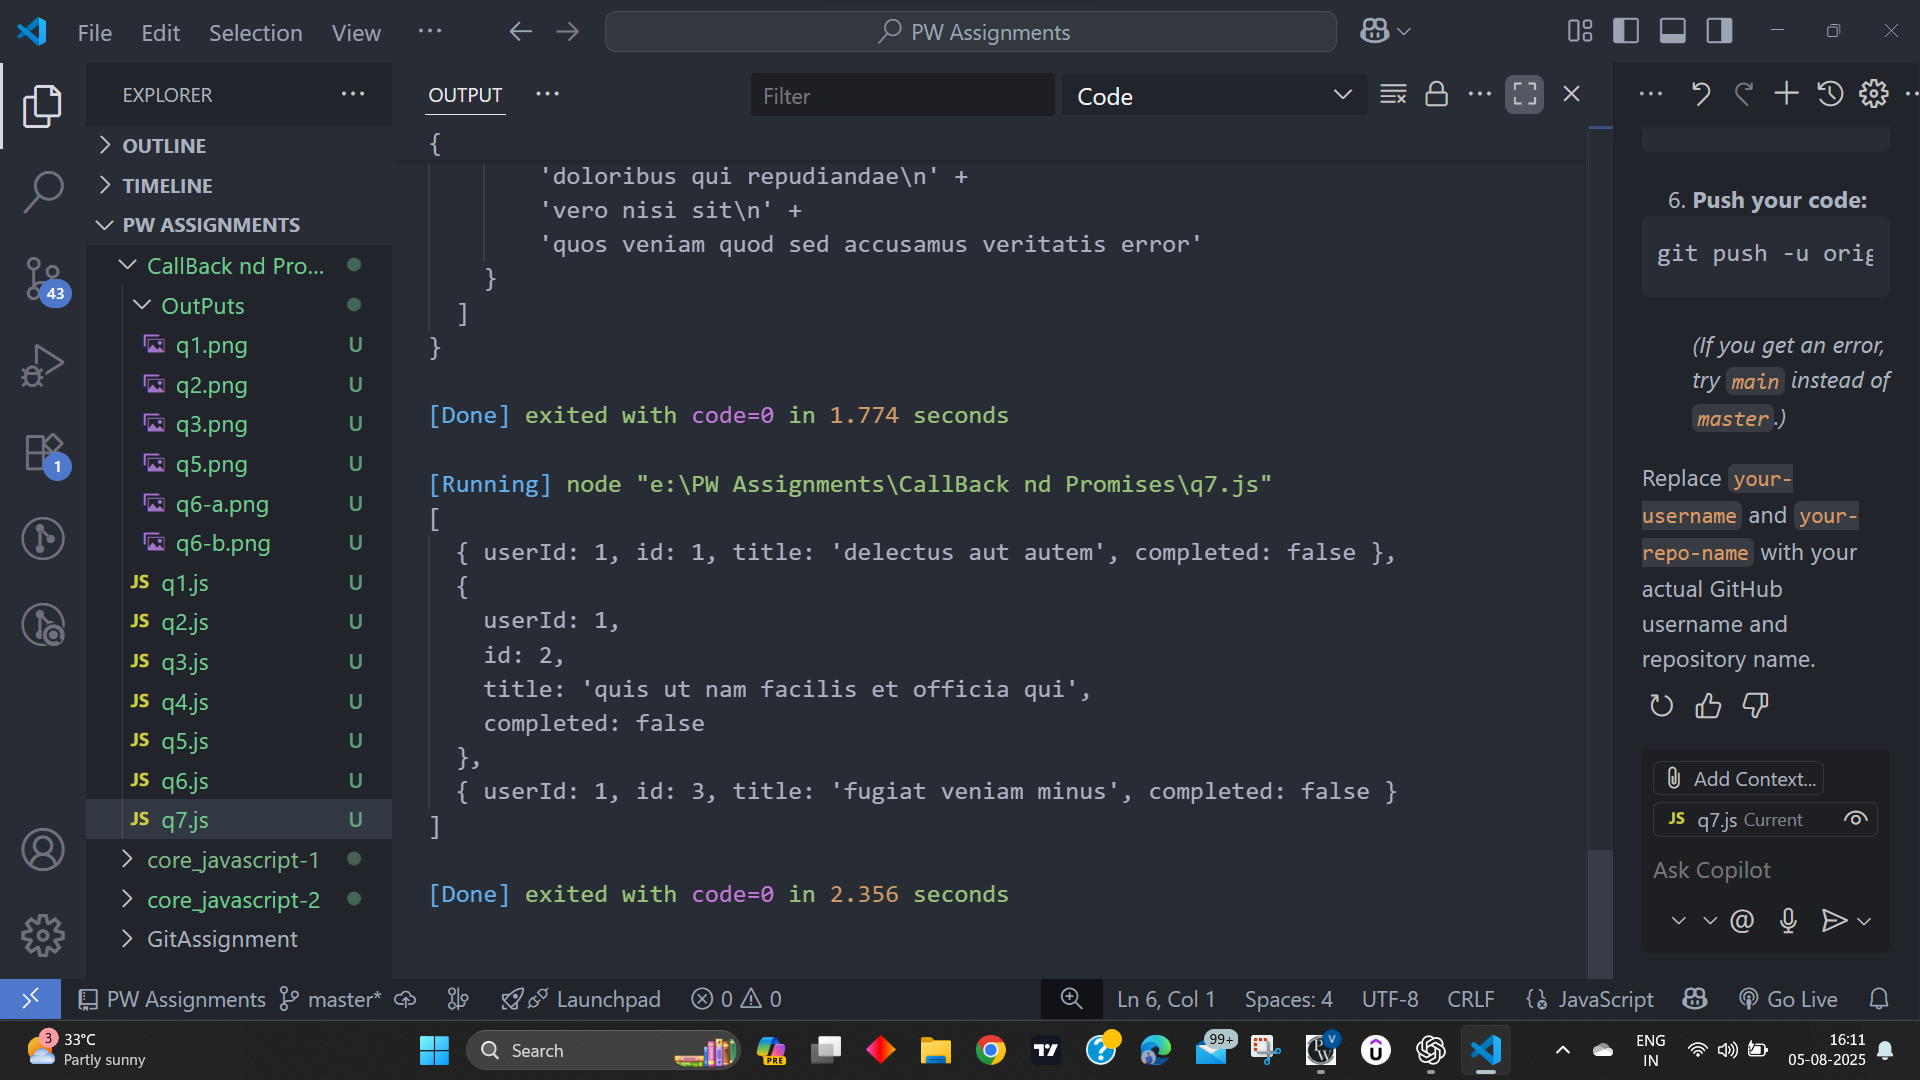 File Edit Selection View ···
PW Assignments
EXPLORER
OUTLINE
TIMELINE
PW ASSIGNMENTS
CallBack nd Pro...
OutPuts
q1.png U
q2.png U
q3.png U
q5.png U
q6-a.png U
q6-b.png U
JS q1.js U
JS q2.js U
JS q3.js U
JS q4.js U
JS q5.js U
JS q6.js U
JS q7.js U
core_javascript-1
core_javascript-2
GitAssignment
43
1
OUTPUT ···
Filter
Code
{
'doloribus qui repudiandae\n' +
'vero nisi sit\n' +
'quos veniam quod sed accusamus veritatis error'
}
]
}
[Done] exited with code=0 in 1.774 seconds
[Running] node "e:\PW Assignments\CallBack nd Promises\q7.js"
[
{ userId: 1, id: 1, title: 'delectus aut autem', completed: false },
{
userId: 1,
id: 2,
title: 'quis ut nam facilis et officia qui',
completed: false
},
{ userId: 1, id: 3, title: 'fugiat veniam minus', completed: false }
]
[Done] exited with code=0 in 2.356 seconds
6. Push your code:
git push -u orig
(If you get an error,
try main instead of
master.)
Replace your-
username and your-
repo-name with your
actual GitHub
username and
repository name.
Add Context...
JS q7.js Current
Ask Copilot
@
PW Assignments master* Launchpad 0 0
Ln 6, Col 1 Spaces: 4 UTF-8 CRLF {} JavaScript Go Live
3
33°C
Partly sunny
Search
PRE
99+
V
ENG
IN
16:11
05-08-2025